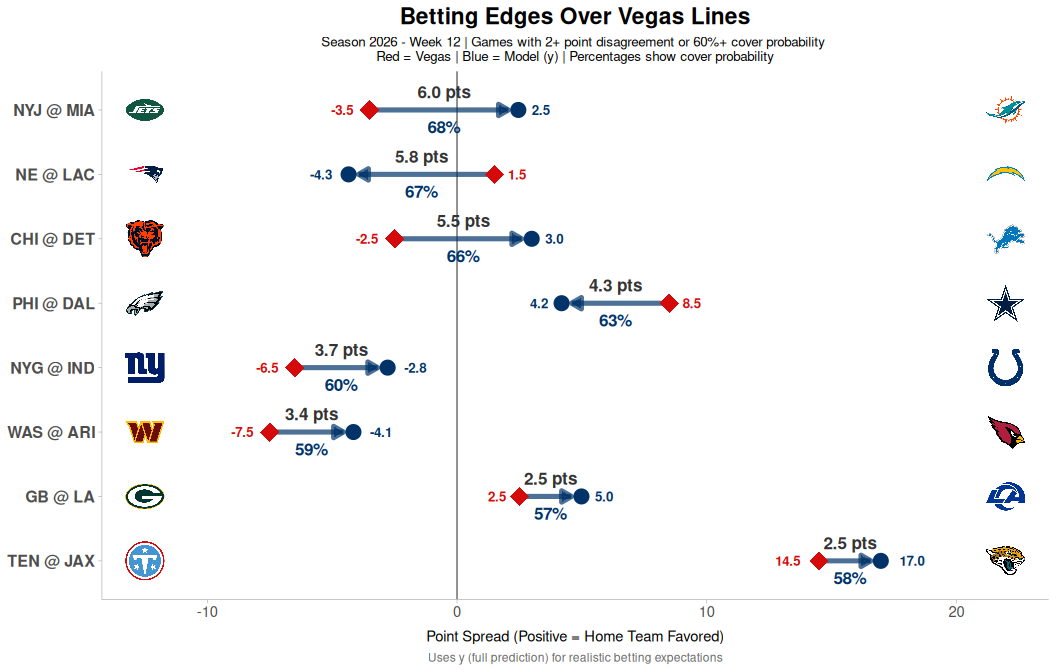 Betting Edges Over Vegas Lines
Season 2026 - Week 12 | Games with 2+ point disagreement or 60%+ cover probability
Red = Vegas | Blue = Model (y) | Percentages show cover probability
NYJ @ MIA
JETS
6.0 pts
-3.5
2.5
68%
NE @ LAC
5.8 pts
-4.3
1.5
67%
CHI @ DET
5.5 pts
-2.5
3.0
66%
PHI @ DAL
4.3 pts
4.2
8.5
63%
NYG @ IND
ny
3.7 pts
-6.5
-2.8
60%
WAS @ ARI
W
3.4 pts
-7.5
-4.1
59%
GB @ LA
G
2.5 pts
2.5
5.0
57%
LA
TEN @ JAX
T
2.5 pts
14.5
17.0
58%
-10
0
10
20
Point Spread (Positive = Home Team Favored)
Uses y (full prediction) for realistic betting expectations